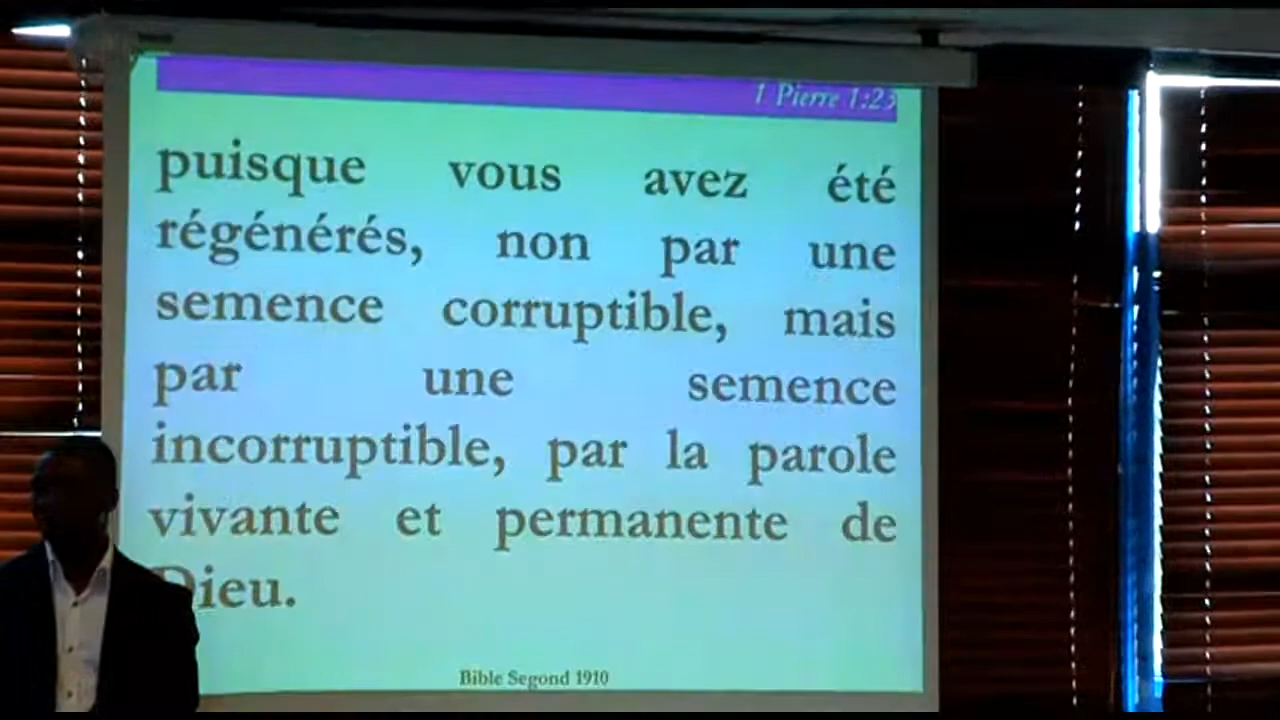 1 Pierre 1:23
puisque vous avez été
régénérés, non par une
semence corruptible, mais
par une semence
incorruptible, par la parole
vivante et permanente de
Dieu.
Bible Segond 1910